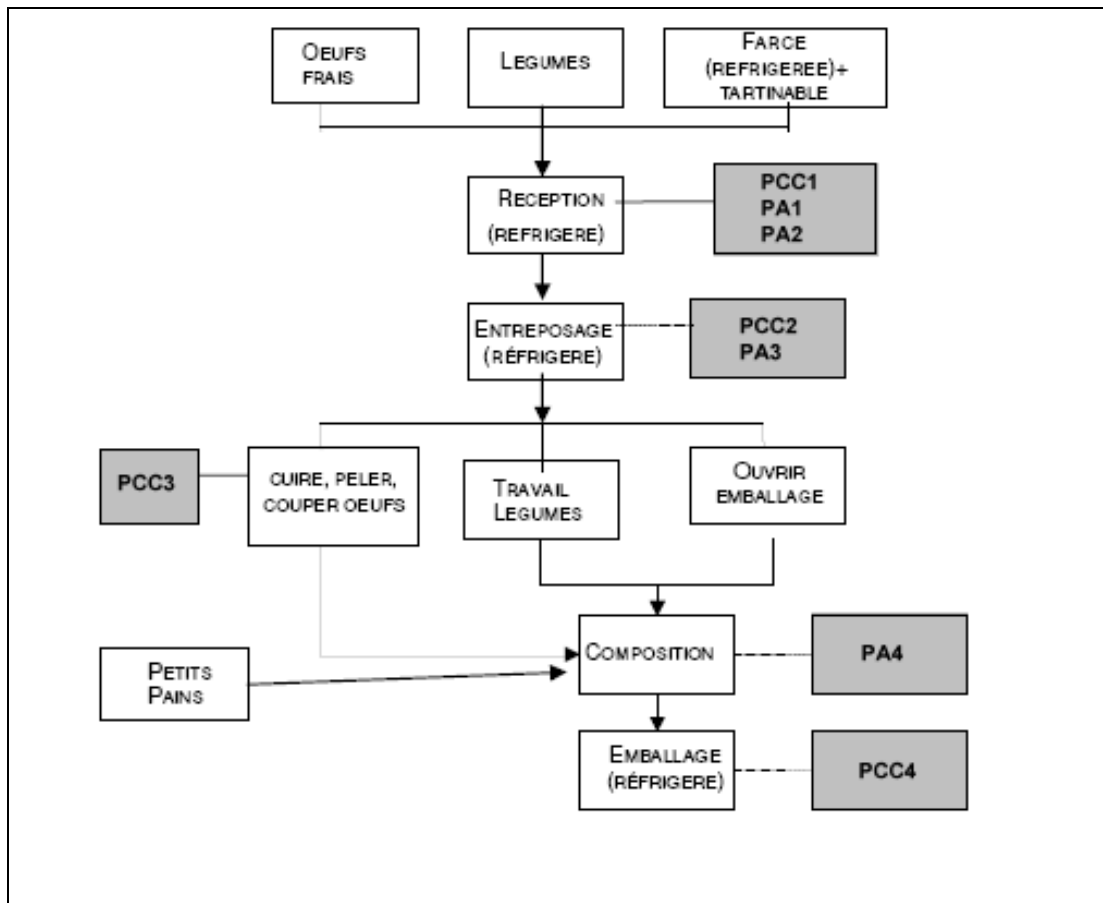 OEUFS
FRAIS
LEGUMES
FARCE
(REFRIGEREE)+
TARTINABLE
RECEPTION
(REFRIGERE)
PCC1
PA1
PA2
ENTREPOSAGE
(RÉFRIGERE)
PCC2
PA3
PCC3
CUIRE, PELER,
COUPER OEUFS
TRAVAIL
LEGUMES
OUVRIR
EMBALLAGE
PETITS
PAINS
COMPOSITION
PA4
EMBALLAGE
(RÉFRIGERE)
PCC4